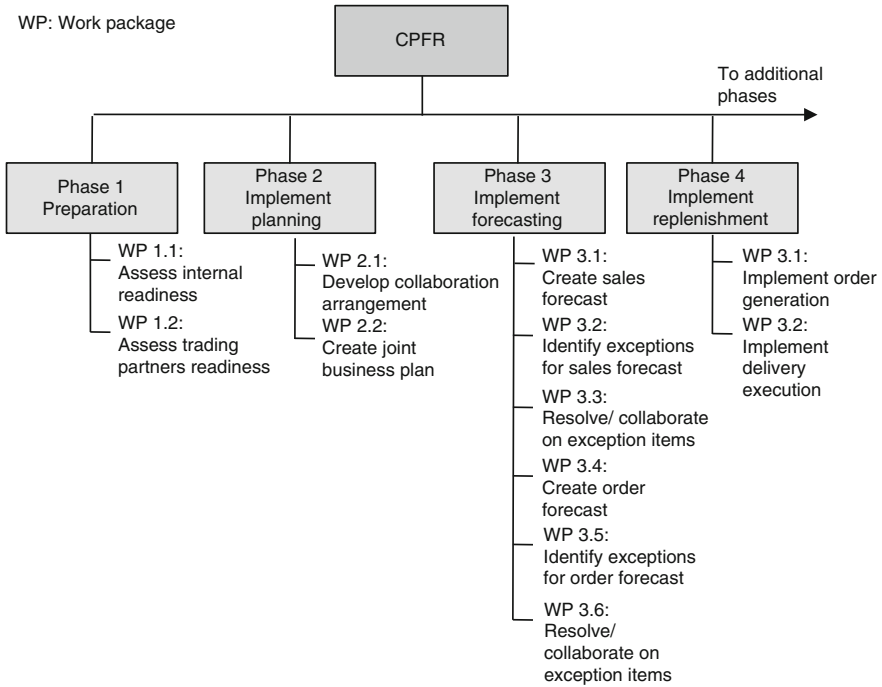 WP: Work package
CPFR
To additional
phases
Phase 1
Preparation
Phase 2
Implement
planning
Phase 3
Implement
forecasting
Phase 4
Implement
replenishment
WP 1.1:
Assess internal
readiness
WP 1.2:
Assess trading
partners readiness
WP 2.1:
Develop collaboration
arrangement
WP 2.2:
Create joint
business plan
WP 3.1:
Create sales
forecast
WP 3.2:
Identify exceptions
for sales forecast
WP 3.3:
Resolve/ collaborate
on exception items
WP 3.4:
Create order
forecast
WP 3.5:
Identify exceptions
for order forecast
WP 3.6:
Resolve/
collaborate on
exception items
WP 3.1:
Implement order
generation
WP 3.2:
Implement
delivery
execution